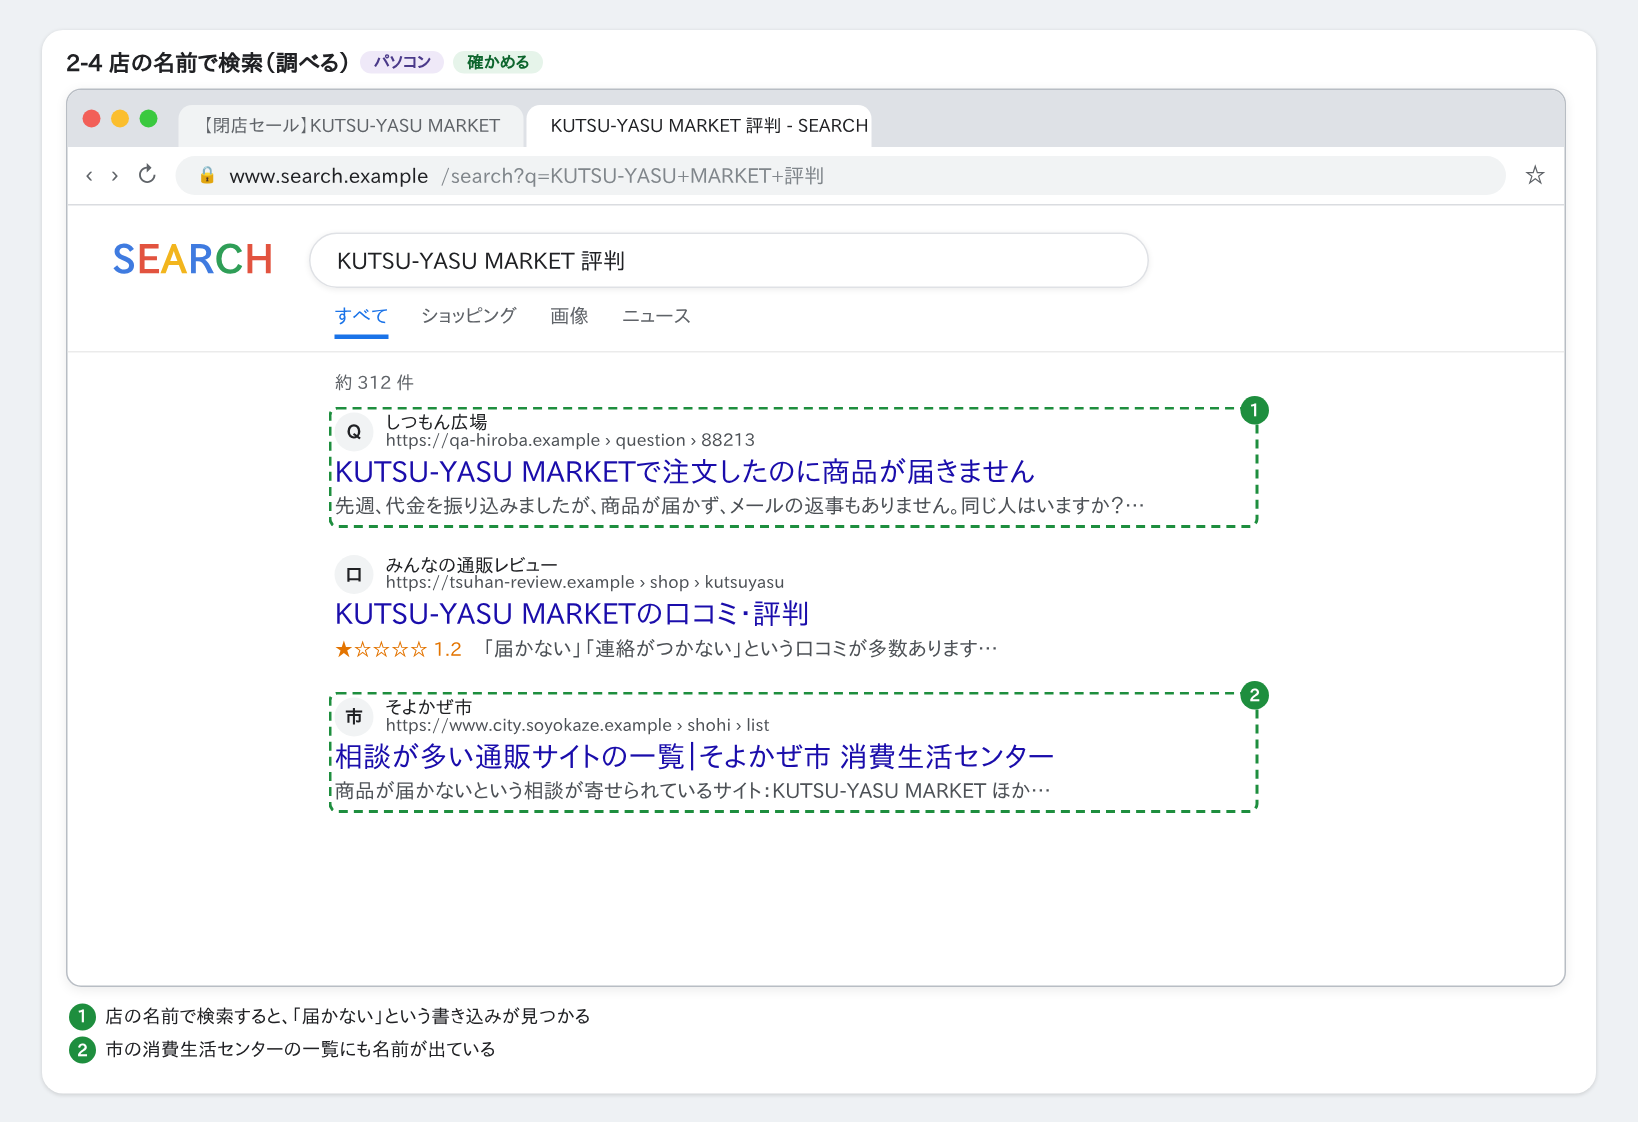 2-4 店の名前で検索(調べる) パソコン 確かめる
【閉店セール】KUTSU-YASU MARKET
KUTSU-YASU MARKET 評判 - SEARCH
www.search.example /search?q=KUTSU-YASU+MARKET+評判
SEARCH
KUTSU-YASU MARKET 評判
すべて ショッピング 画像 ニュース
約 312 件
1
Q
しつもん広場
https://qa-hiroba.example › question › 88213
KUTSU-YASU MARKETで注文したのに商品が届きません
先週、代金を振り込みましたが、商品が届かず、メールの返事もありません。同じ人はいますか?…
口
みんなの通販レビュー
https://tsuhan-review.example › shop › kutsuyasu
KUTSU-YASU MARKETの口コミ・評判
★☆☆☆☆ 1.2 「届かない」「連絡がつかない」という口コミが多数あります…
2
市
そよかぜ市
https://www.city.soyokaze.example › shohi › list
相談が多い通販サイトの一覧|そよかぜ市 消費生活センター
商品が届かないという相談が寄せられているサイト:KUTSU-YASU MARKET ほか…
1 店の名前で検索すると、「届かない」という書き込みが見つかる
2 市の消費生活センターの一覧にも名前が出ている